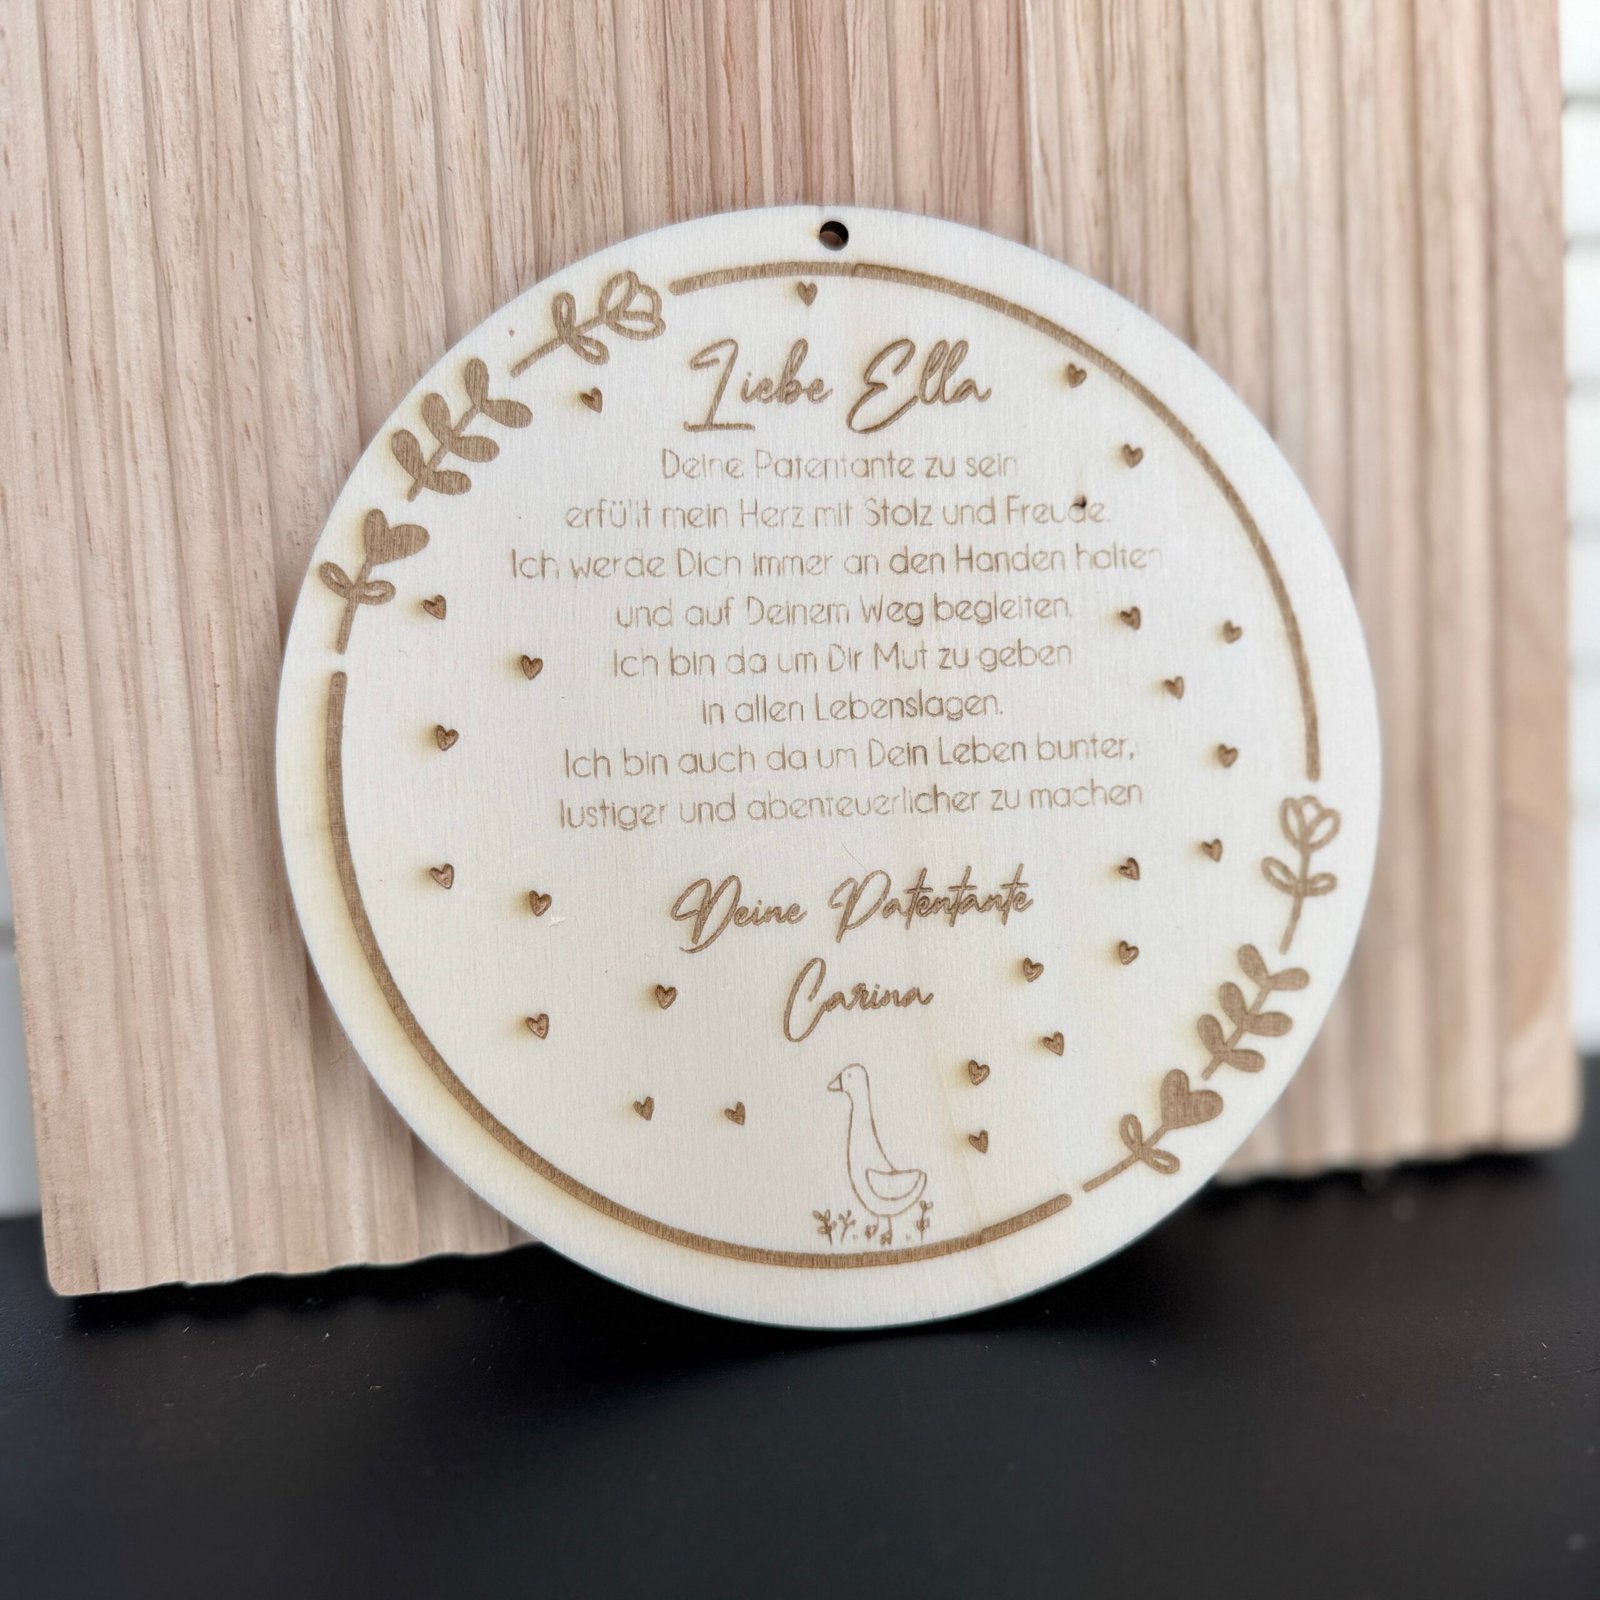 Liebe Ella
Deine Patentante zu sein
erfüllt mein Herz mit Stolz und Freude.
Ich werde Dich immer an den Händen halten
und auf Deinem Weg begleiten.
Ich bin da um Dir Mut zu geben
in allen Lebenslagen.
Ich bin auch da um Dein Leben bunter,
lustiger und abenteuerlicher zu machen
Deine Patentante
Carina